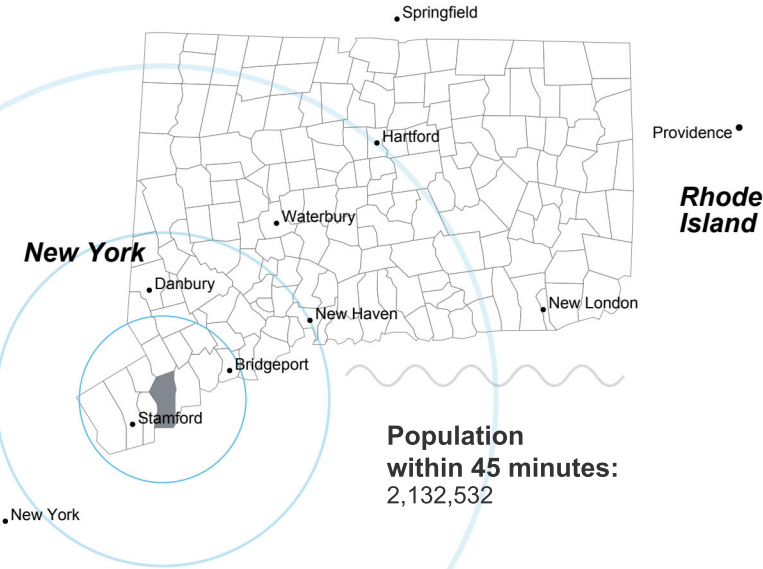 Springfield
Hartford
Providence
Rhode
Island
Waterbury
New York
Danbury
New London
New Haven
Bridgeport
Stamford
Population
within 45 minutes:
2,132,532
New York